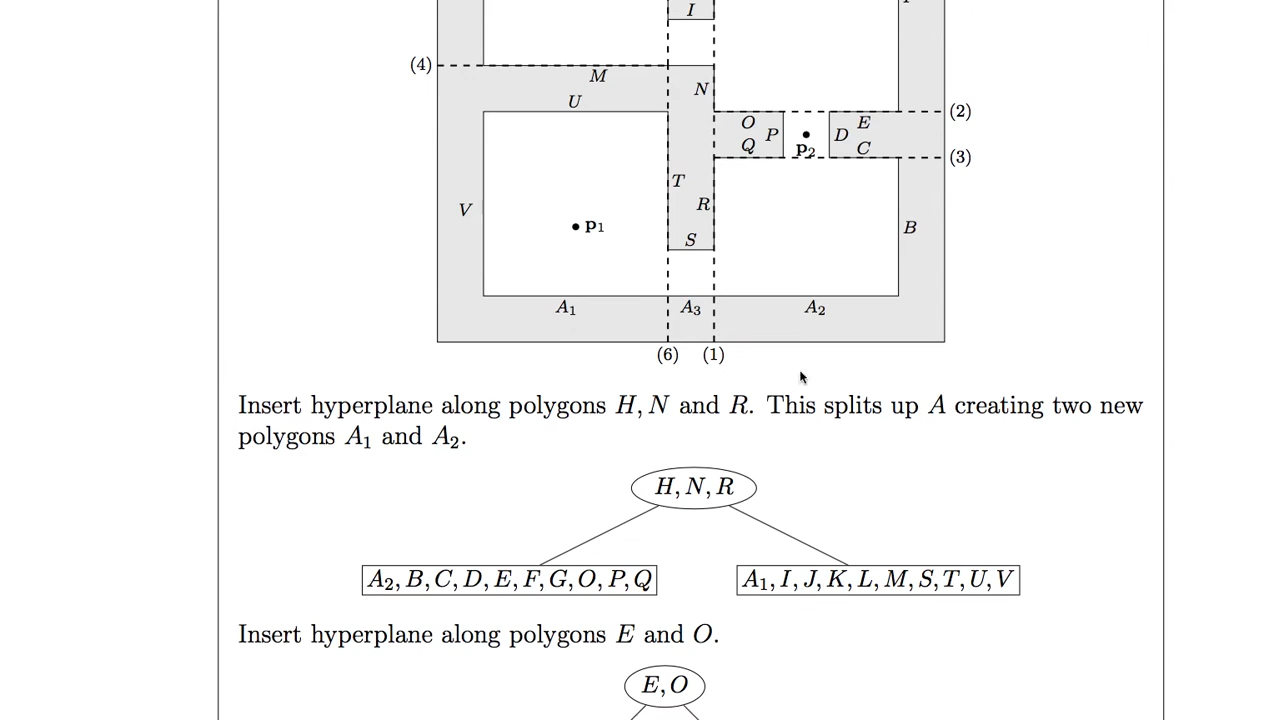 I
(4)
M
N
U
(2)
O
E
P
D
Q
p₂
C
(3)
T
R
V
p₁
B
S
A₁
A₃
A₂
(6)
(1)
Insert hyperplane along polygons H, N and R. This splits up A creating two new
polygons A₁ and A₂.
H, N, R
A₂, B, C, D, E, F, G, O, P, Q
A₁, I, J, K, L, M, S, T, U, V
Insert hyperplane along polygons E and O.
E, O